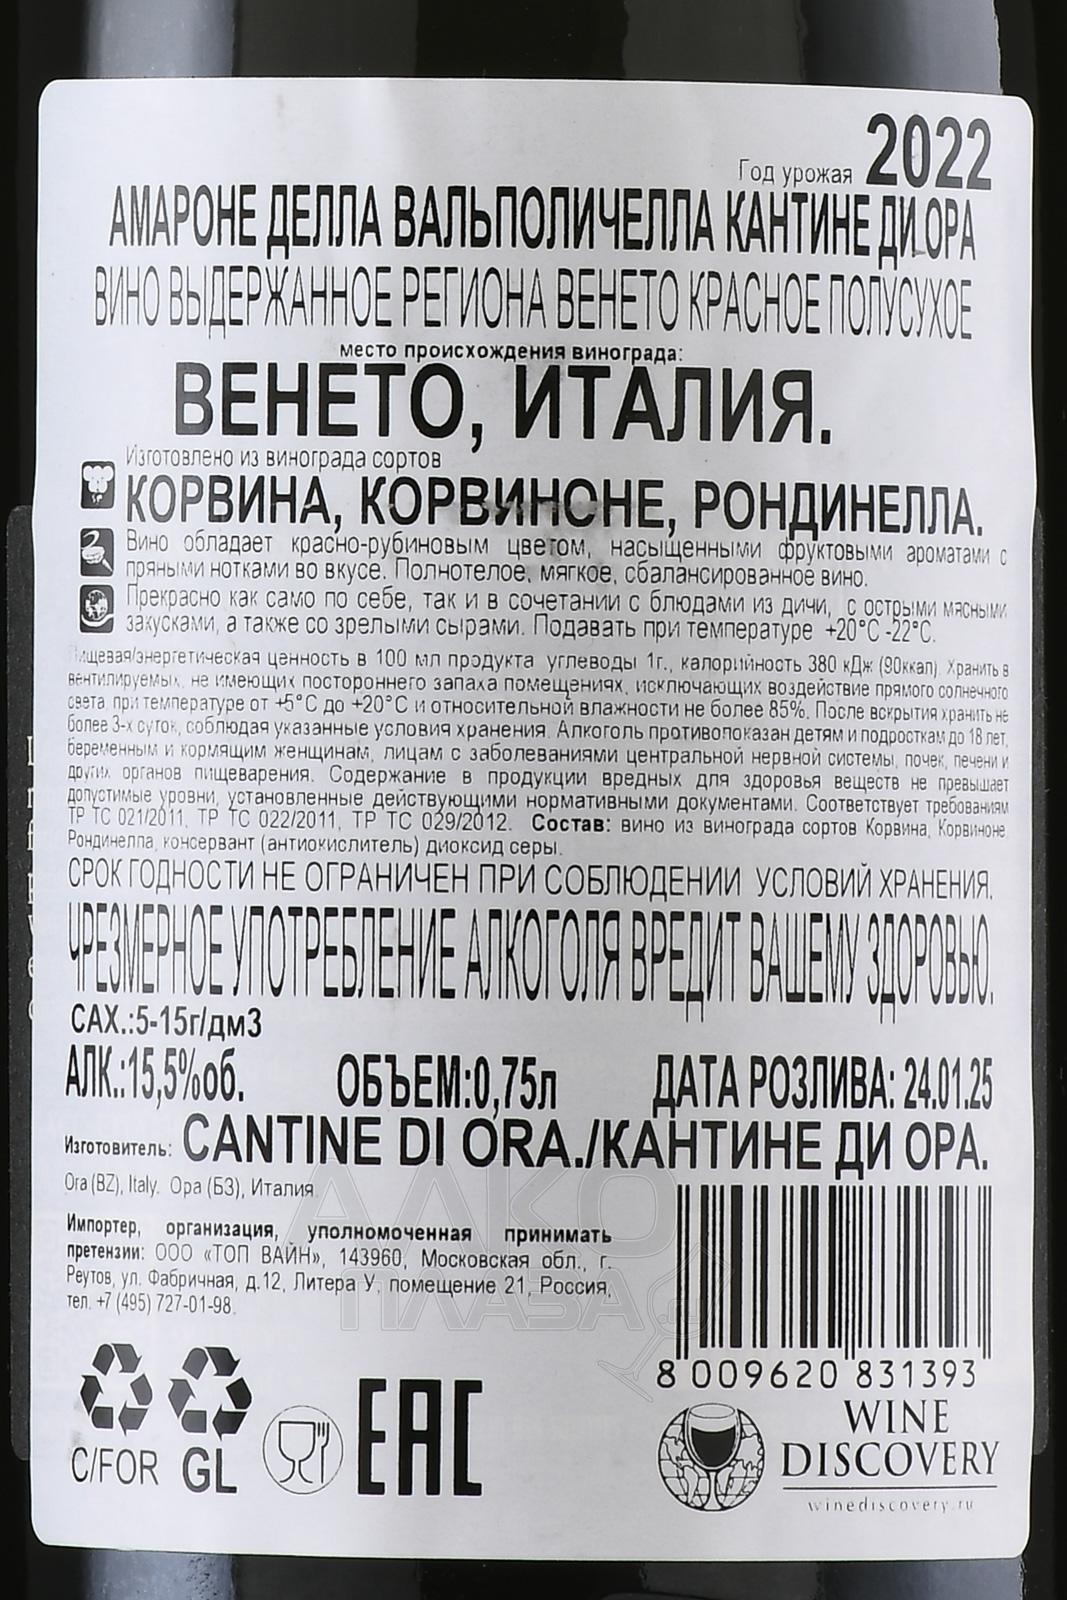 Год урожая 2022
АМАРОНЕ ДЕЛЛА ВАЛЬПОЛИЧЕЛЛА КАНТИНЕ ДИ ОРА
ВИНО ВЫДЕРЖАННОЕ РЕГИОНА ВЕНЕТО КРАСНОЕ ПОЛУСУХОЕ
место происхождения винограда:
ВЕНЕТО, ИТАЛИЯ.
Изготовлено из винограда сортов
КОРВИНА, КОРВИНОНЕ, РОНДИНЕЛЛА.
Вино обладает красно-рубиновым цветом, насыщенными фруктовыми ароматами с
пряными нотками во вкусе. Полнотелое, мягкое, сбалансированное вино.
Прекрасно как само по себе, так и в сочетании с блюдами из дичи, с острыми мясными
закусками, а также со зрелыми сырами. Подавать при температуре +20°С -22°С.
Пищевая/энергетическая ценность в 100 мл продукта углеводы 1г., калорийность 380 кДж (90ккал). Хранить в
вентилируемых, не имеющих постороннего запаха помещениях, исключающих воздействие прямого солнечного
света, при температуре от +5°С до +20°С и относительной влажности не более 85%. После вскрытия хранить не
более 3-х суток, соблюдая указанные условия хранения. Алкоголь противопоказан детям и подросткам до 18 лет,
беременным и кормящим женщинам, лицам с заболеваниями центральной нервной системы, почек, печени и
других органов пищеварения. Содержание в продукции вредных для здоровья веществ не превышает
допустимые уровни, установленные действующими нормативными документами. Соответствует требованиям
ТР ТС 021/2011, ТР ТС 022/2011, ТР ТС 029/2012. Состав: вино из винограда сортов Корвина, Корвиноне,
Рондинелла, консервант (антиокислитель) диоксид серы.
СРОК ГОДНОСТИ НЕ ОГРАНИЧЕН ПРИ СОБЛЮДЕНИИ УСЛОВИЙ ХРАНЕНИЯ.
ЧРЕЗМЕРНОЕ УПОТРЕБЛЕНИЕ АЛКОГОЛЯ ВРЕДИТ ВАШЕМУ ЗДОРОВЬЮ.
САХ.:5-15г/дм3
АЛК.:15,5%об. ОБЪЕМ:0,75л ДАТА РОЗЛИВА: 24.01.25
Изготовитель: CANTINE DI ORA./КАНТИНЕ ДИ ОРА.
Ora (BZ), Italy. Ора (БЗ), Италия.
Импортер, организация, уполномоченная принимать
претензии: ООО «ТОП ВАЙН», 143960, Московская обл., г.
Реутов, ул. Фабричная, д.12, Литера У, помещение 21, Россия,
тел. +7 (495) 727-01-98.
АЛКО
ПЛАЗА.ru
8 009620 831393
C/FOR GL
EAC
WINE
DISCOVERY
winediscovery.ru